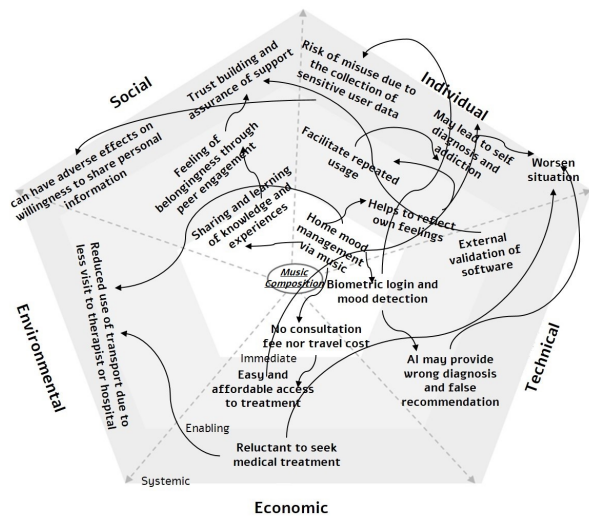 Social
Trust building and
assurance of support
Risk of misuse due to
the collection of
sensitive user data
Individual
can have adverse effects on
willingness to share personal
information
Feeling of
belongingness through
peer engagement
Facilitate repeated
usage
May lead to self
diagnosis and
addiction
Worsen
situation
Sharing and learning
of knowledge and
experiences
Home mood
management
via music
Helps to reflect
own feelings
External
validation of
software
Music
Composition
Biometric login and
mood detection
Reduced use of transport due to
less visit to therapist or hospital
Environmental
No consultation
fee nor travel cost
Immediate
Easy and
affordable access
to treatment
AI may provide
wrong diagnosis
and false
recommendation
Technical
Enabling
Reluctant to seek
medical treatment
Systemic
Economic